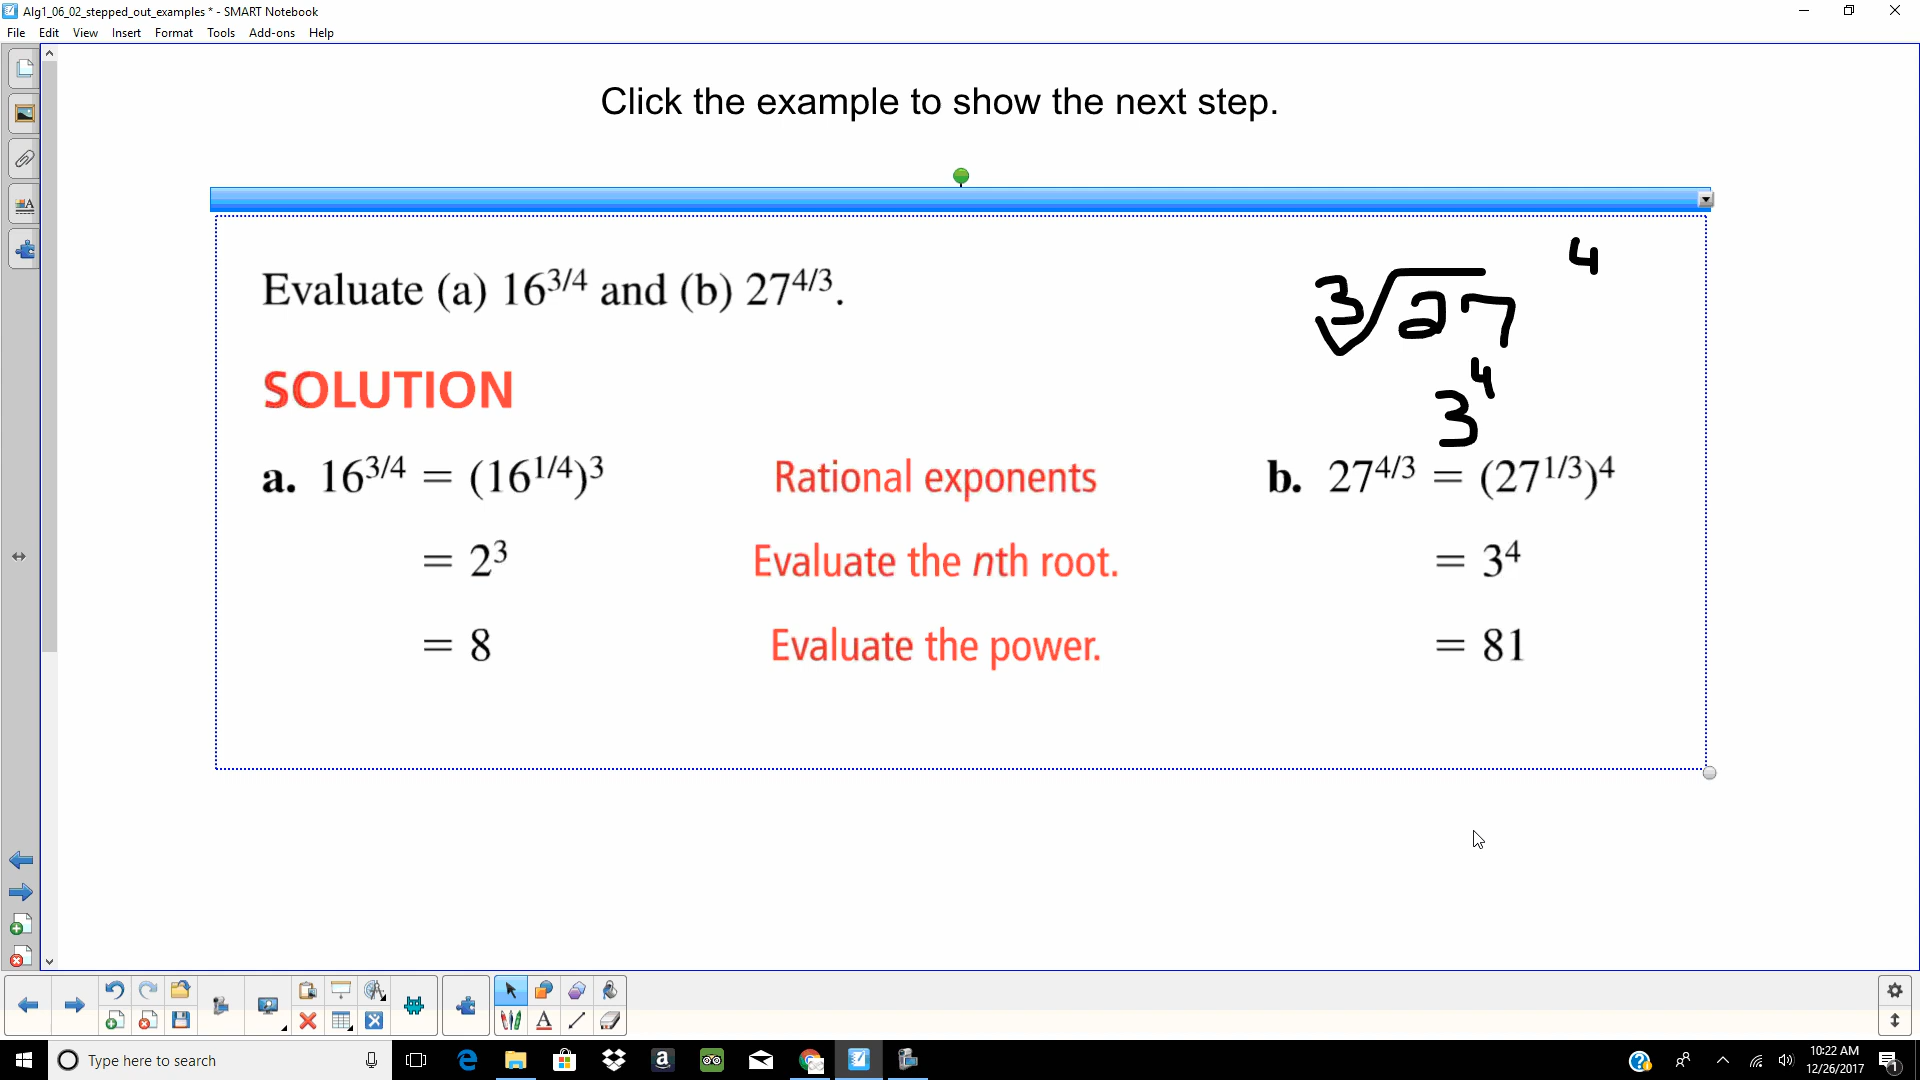 Alg1_06_02_stepped_out_examples * - SMART Notebook
File Edit View Insert Format Tools Add-ons Help
Click the example to show the next step.
Evaluate (a) 16^{3/4} and (b) 27^{4/3}.
∛27 ^4
3^4
SOLUTION
a. 16^{3/4} = (16^{1/4})^3 Rational exponents b. 27^{4/3} = (27^{1/3})^4
= 2^3 Evaluate the nth root. = 3^4
= 8 Evaluate the power. = 81
Type here to search
10:22 AM
12/26/2017
1